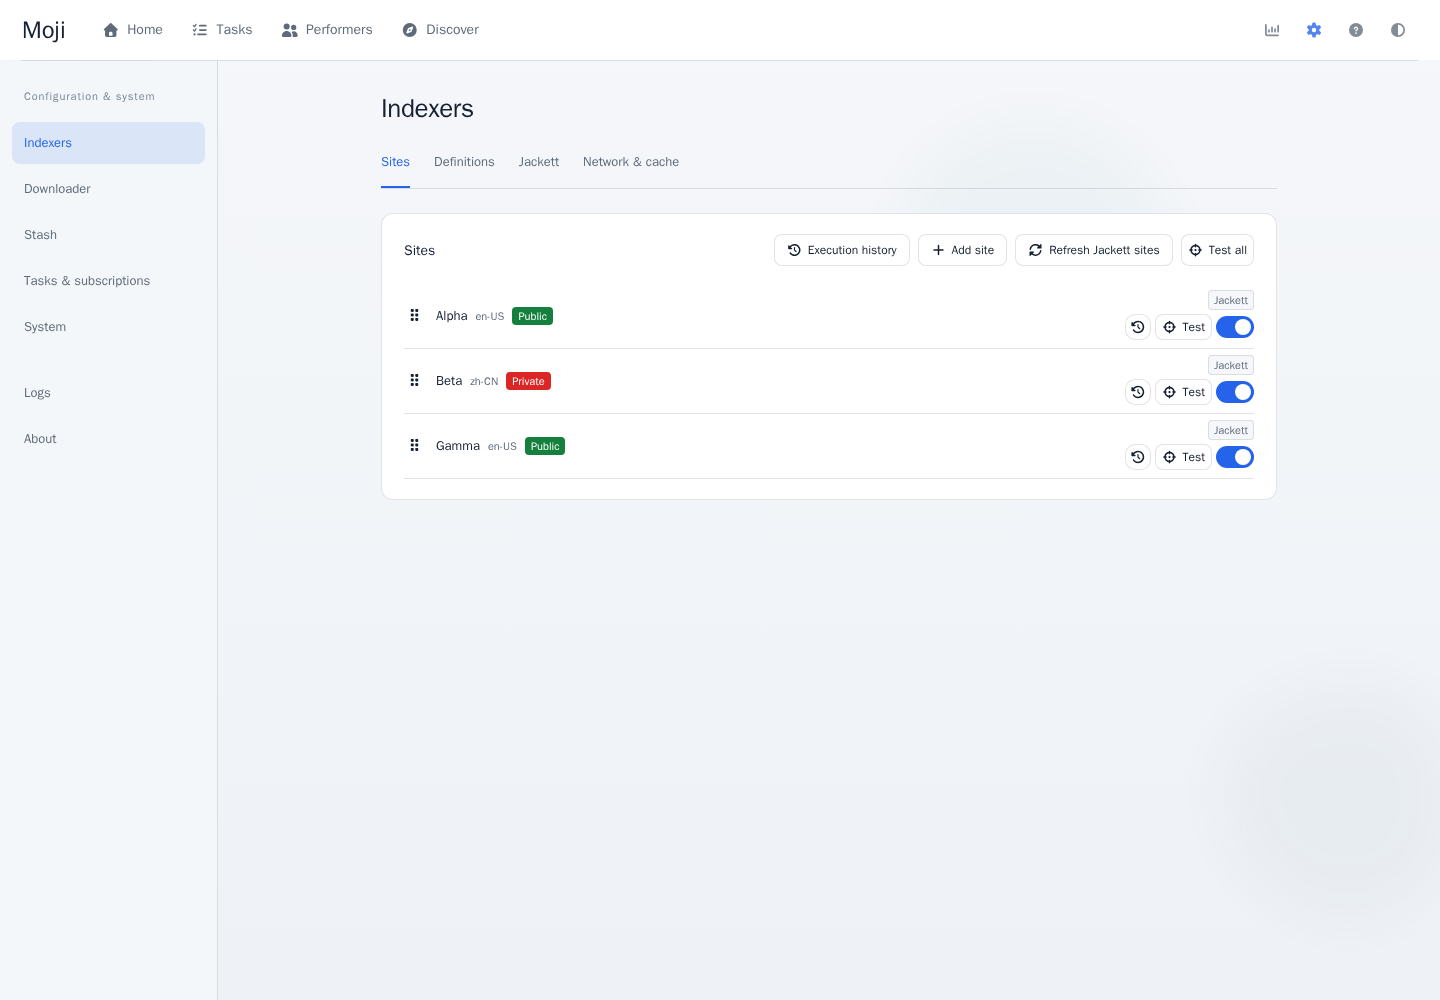 Moji
Home
Tasks
Performers
Discover
Configuration & system
Indexers
Downloader
Stash
Tasks & subscriptions
System
Logs
About
Indexers
Sites
Definitions
Jackett
Network & cache
Sites
Execution history
Add site
Refresh Jackett sites
Test all
Alpha en-US Public
Jackett
Test
Beta zh-CN Private
Jackett
Test
Gamma en-US Public
Jackett
Test